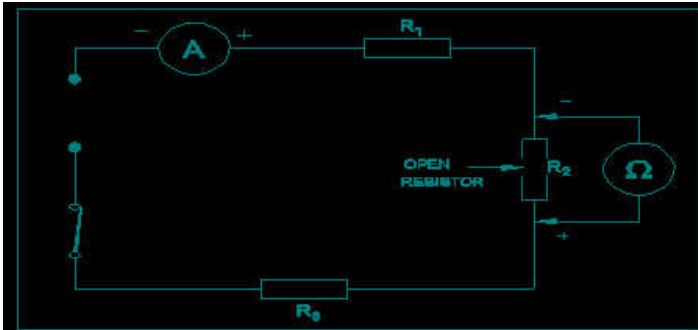 R1
− A +
−
OPEN
RESISTOR
R2
Ω
+
R3